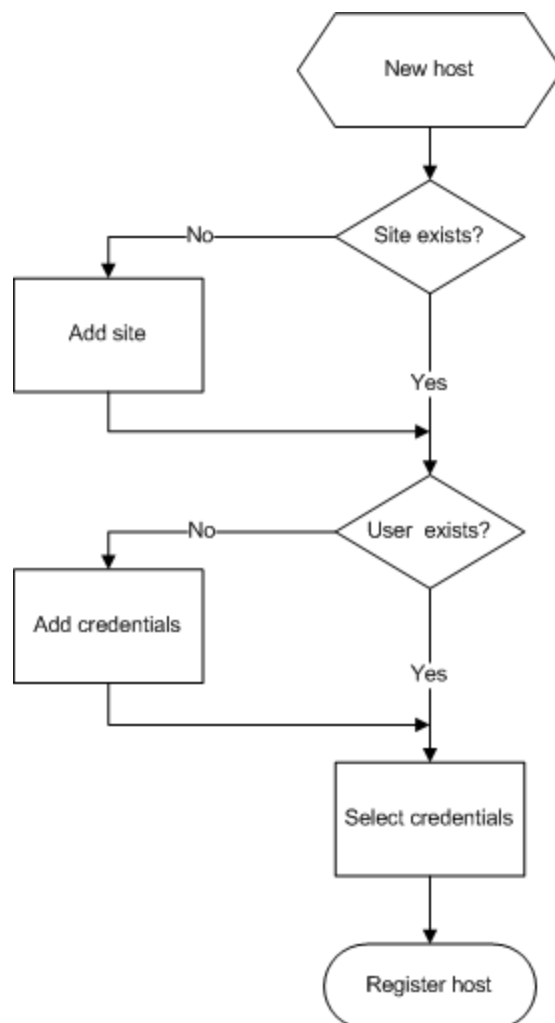 New host
Site exists?
No
Add site
Yes
User exists?
No
Add credentials
Yes
Select credentials
Register host